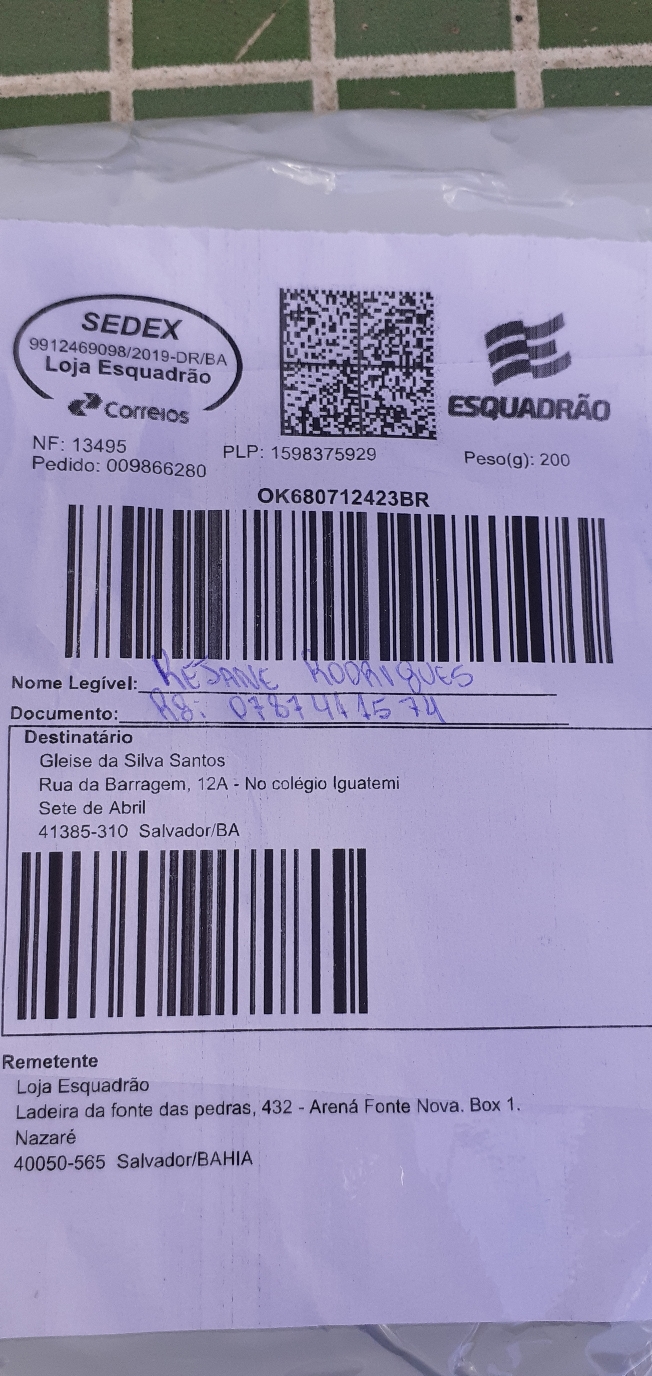 SEDEX
9912469098/2019-DR/BA
Loja Esquadrão
Correios
ESQUADRÃO
NF: 13495
PLP: 1598375929
Peso(g): 200
Pedido: 009866280
OK680712423BR
Nome Legível: REJANE RODRIGUES
Documento: RG: 0787411574
Destinatário
Gleise da Silva Santos
Rua da Barragem, 12A - No colégio Iguatemi
Sete de Abril
41385-310 Salvador/BA
Remetente
Loja Esquadrão
Ladeira da fonte das pedras, 432 - Arená Fonte Nova. Box 1.
Nazaré
40050-565 Salvador/BAHIA